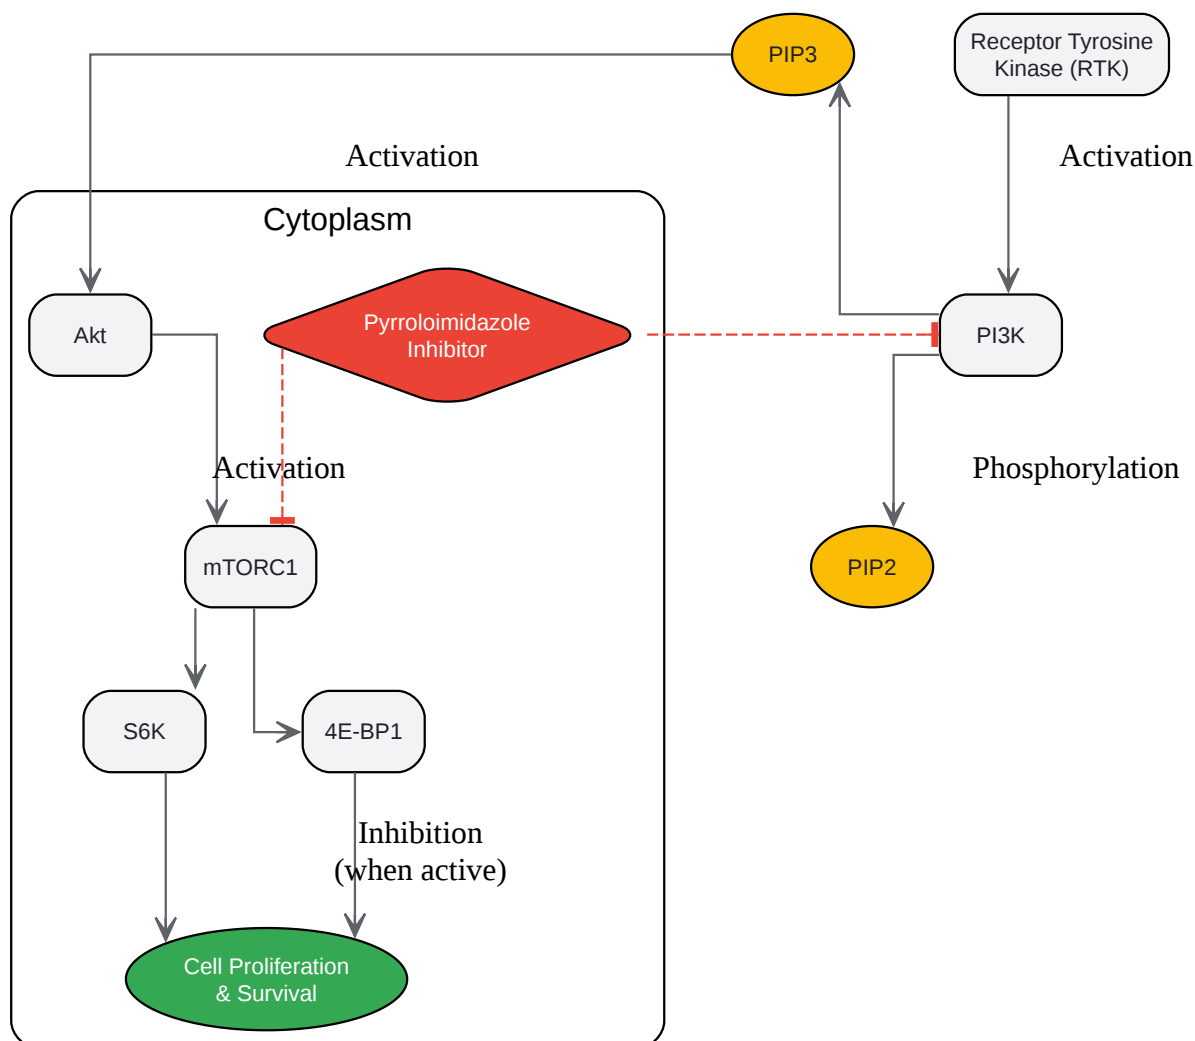 PIP3
Receptor Tyrosine
Kinase (RTK)
Activation
Activation
Cytoplasm
Akt
Pyrroloimidazole
Inhibitor
PI3K
Activation
Phosphorylation
mTORC1
PIP2
S6K
4E-BP1
Inhibition
(when active)
Cell Proliferation
& Survival